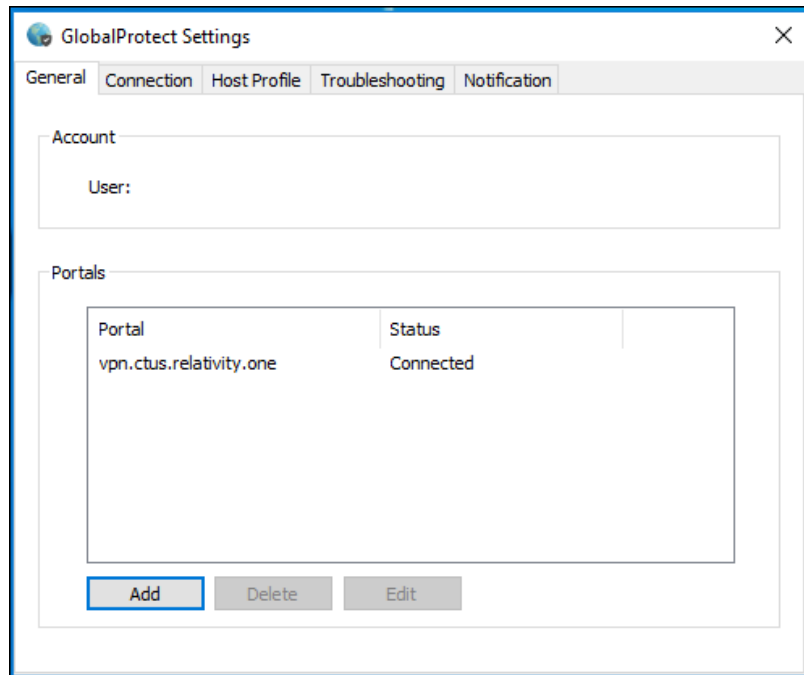 GlobalProtect Settings
General Connection Host Profile Troubleshooting Notification
Account
User:
Portals
Portal Status
vpn.ctus.relativity.one Connected
Add Delete Edit